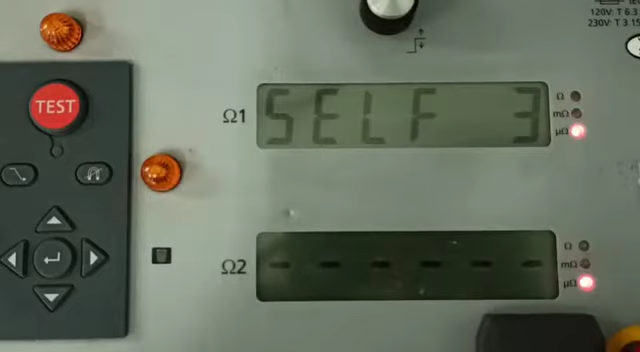 120V: T 6.3
230V: T 3.15
TEST
Ω1
SELF 3
Ω
mΩ
μΩ
Ω2
------
Ω
mΩ
μΩ